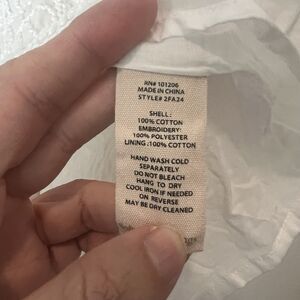 RN# 101206
MADE IN CHINA
STYLE# 2FA24
SHELL:
100% COTTON
EMBROIDERY:
100% POLYESTER
LINING :100% COTTON
HAND WASH COLD
SEPARATELY
DO NOT BLEACH
HANG TO DRY
COOL IRON IF NEEDED
ON REVERSE
MAY BE DRY CLEANED